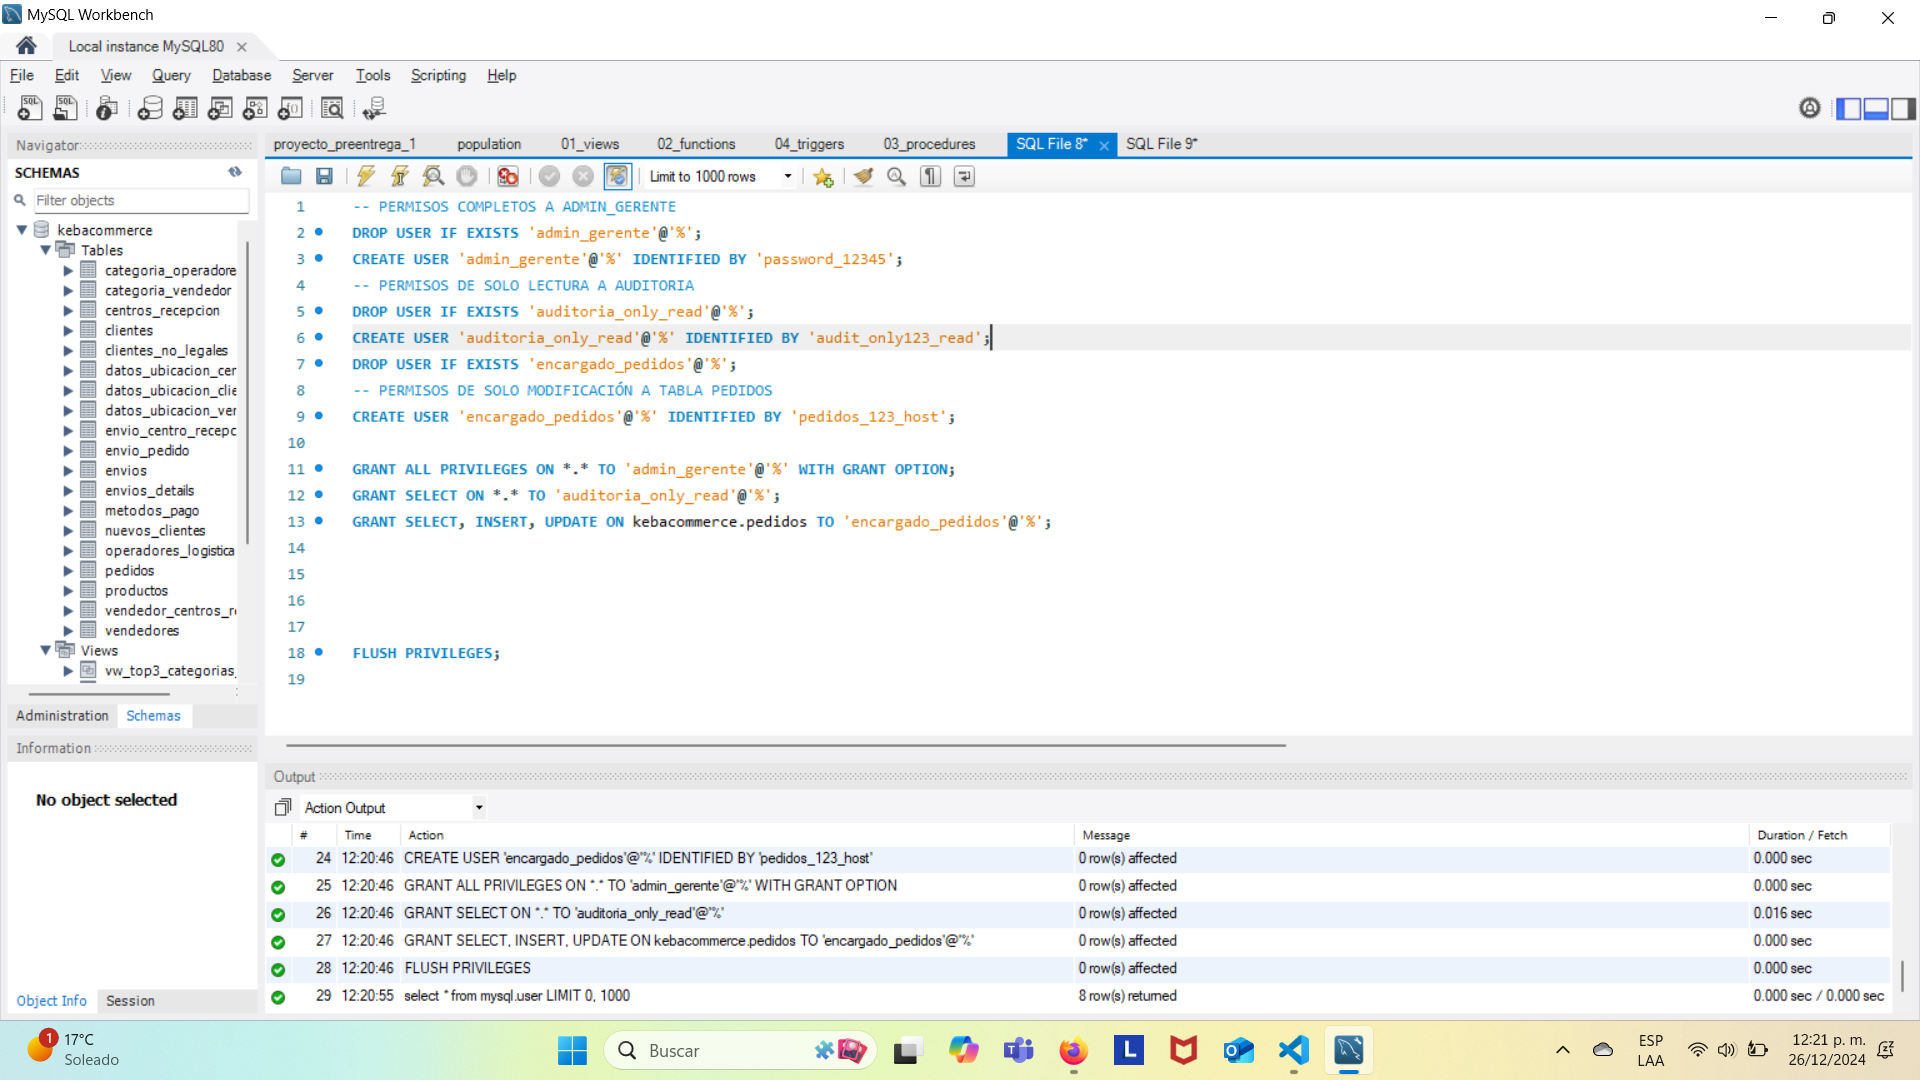 MySQL Workbench
Local instance MySQL80
File Edit View Query Database Server Tools Scripting Help
Navigator
SCHEMAS
Filter objects
kebacommerce
Tables
categoria_operadore
categoria_vendedor
centros_recepcion
clientes
clientes_no_legales
datos_ubicacion_cer
datos_ubicacion_clie
datos_ubicacion_ver
envio_centro_recepc
envio_pedido
envios
envios_details
metodos_pago
nuevos_clientes
operadores_logistica
pedidos
productos
vendedor_centros_r
vendedores
Views
vw_top3_categorias_
Administration Schemas
Information
No object selected
Object Info Session
proyecto_preentrega_1 population 01_views 02_functions 04_triggers 03_procedures SQL File 8* SQL File 9*
Limit to 1000 rows
1 -- PERMISOS COMPLETOS A ADMIN_GERENTE
2 DROP USER IF EXISTS 'admin_gerente'@'%';
3 CREATE USER 'admin_gerente'@'%' IDENTIFIED BY 'password_12345';
4 -- PERMISOS DE SOLO LECTURA A AUDITORIA
5 DROP USER IF EXISTS 'auditoria_only_read'@'%';
6 CREATE USER 'auditoria_only_read'@'%' IDENTIFIED BY 'audit_only123_read';
7 DROP USER IF EXISTS 'encargado_pedidos'@'%';
8 -- PERMISOS DE SOLO MODIFICACIÓN A TABLA PEDIDOS
9 CREATE USER 'encargado_pedidos'@'%' IDENTIFIED BY 'pedidos_123_host';
10
11 GRANT ALL PRIVILEGES ON *.* TO 'admin_gerente'@'%' WITH GRANT OPTION;
12 GRANT SELECT ON *.* TO 'auditoria_only_read'@'%';
13 GRANT SELECT, INSERT, UPDATE ON kebacommerce.pedidos TO 'encargado_pedidos'@'%';
14
15
16
17
18 FLUSH PRIVILEGES;
19
Output
Action Output
# Time Action Message Duration / Fetch
24 12:20:46 CREATE USER 'encargado_pedidos'@'%' IDENTIFIED BY 'pedidos_123_host' 0 row(s) affected 0.000 sec
25 12:20:46 GRANT ALL PRIVILEGES ON *.* TO 'admin_gerente'@'%' WITH GRANT OPTION 0 row(s) affected 0.000 sec
26 12:20:46 GRANT SELECT ON *.* TO 'auditoria_only_read'@'%' 0 row(s) affected 0.016 sec
27 12:20:46 GRANT SELECT, INSERT, UPDATE ON kebacommerce.pedidos TO 'encargado_pedidos'@'%' 0 row(s) affected 0.000 sec
28 12:20:46 FLUSH PRIVILEGES 0 row(s) affected 0.000 sec
29 12:20:55 select * from mysql.user LIMIT 0, 1000 8 row(s) returned 0.000 sec / 0.000 sec
1
17°C
Soleado
Buscar
L
ESP
LAA
12:21 p. m.
26/12/2024